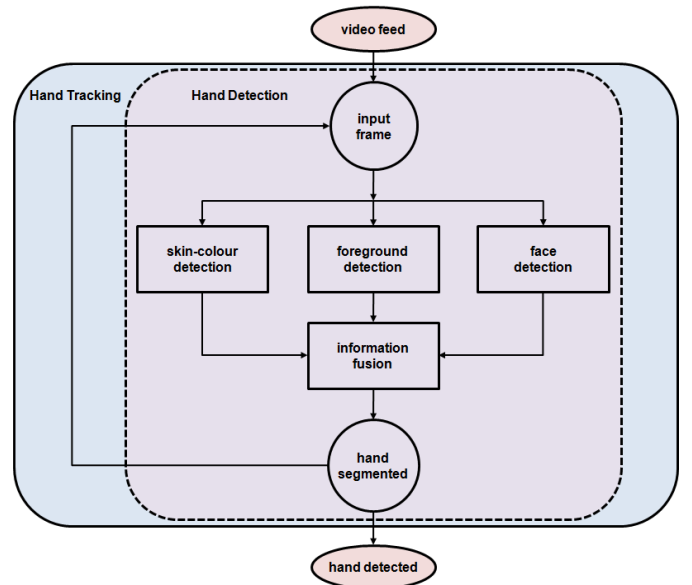 video feed
Hand Tracking
Hand Detection
input
frame
skin-colour
detection
foreground
detection
face
detection
information
fusion
hand
segmented
hand detected